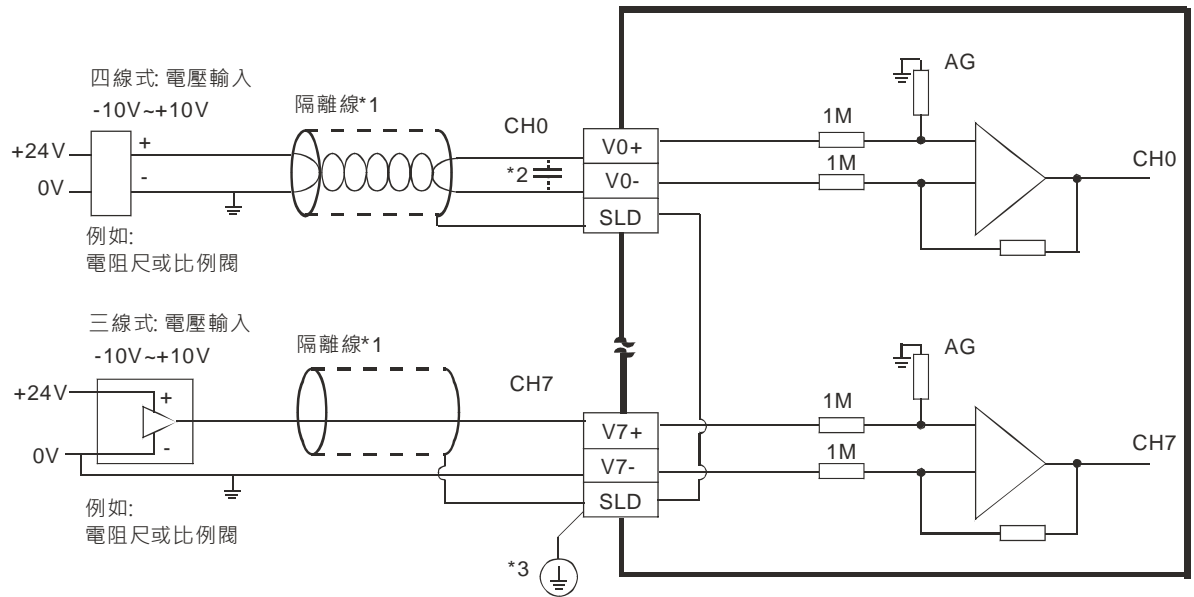 四線式: 電壓輸入
-10V~+10V
隔離線*1
CH0
+24V
0V
+
-
*2
V0+
V0-
SLD
1M
1M
AG
CH0
例如:
電阻尺或比例閥
三線式: 電壓輸入
-10V~+10V
隔離線*1
CH7
+24V
0V
+
-
V7+
V7-
SLD
1M
1M
AG
CH7
例如:
電阻尺或比例閥
*3